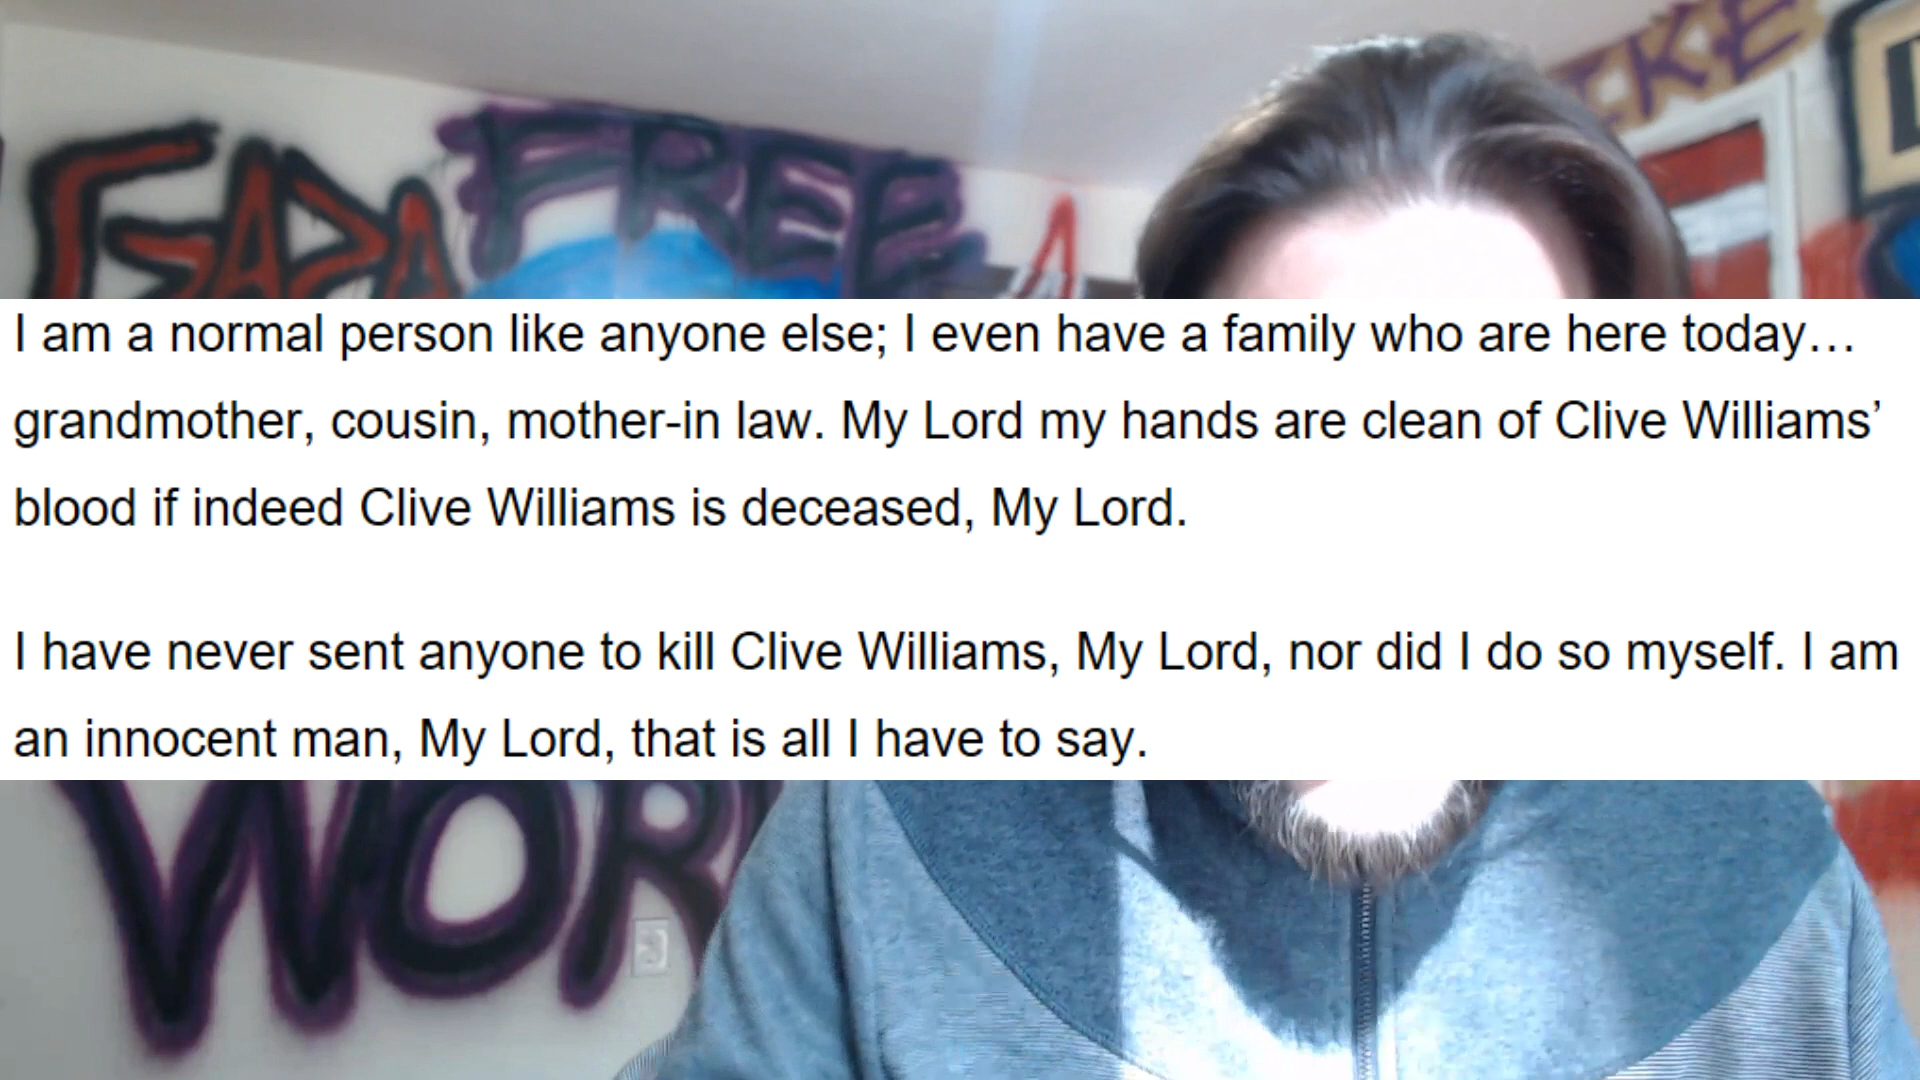 GAZA FREE
I am a normal person like anyone else; I even have a family who are here today…
grandmother, cousin, mother-in law. My Lord my hands are clean of Clive Williams’
blood if indeed Clive Williams is deceased, My Lord.
I have never sent anyone to kill Clive Williams, My Lord, nor did I do so myself. I am
an innocent man, My Lord, that is all I have to say.